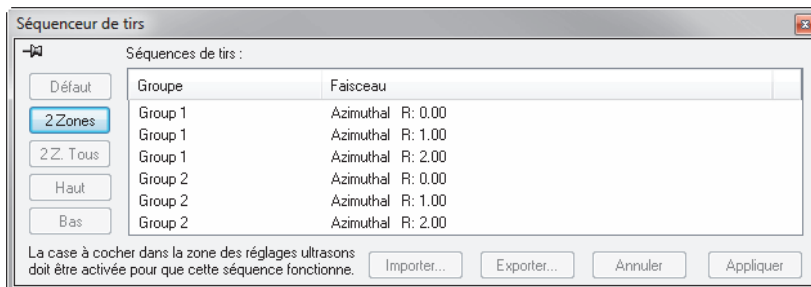 Séquenceur de tirs
Séquences de tirs :
Défaut
2 Zones
2 Z. Tous
Haut
Bas
Groupe Faisceau
Group 1 Azimuthal R: 0.00
Group 1 Azimuthal R: 1.00
Group 1 Azimuthal R: 2.00
Group 2 Azimuthal R: 0.00
Group 2 Azimuthal R: 1.00
Group 2 Azimuthal R: 2.00
La case à cocher dans la zone des réglages ultrasons
doit être activée pour que cette séquence fonctionne.
Importer...
Exporter...
Annuler
Appliquer